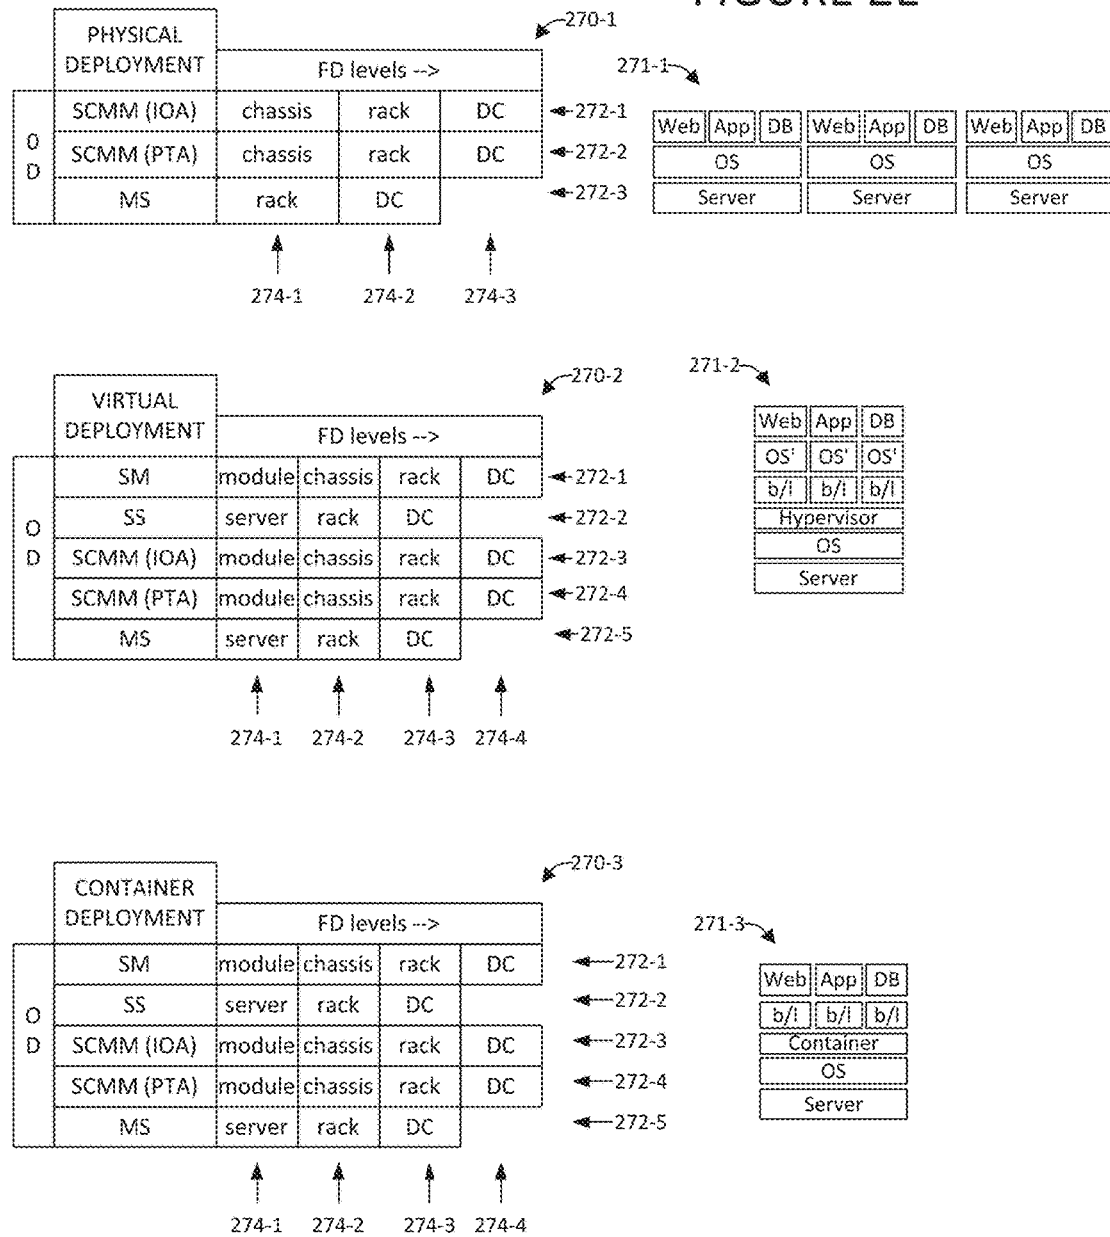 PHYSICAL
DEPLOYMENT
FD levels -->
270-1
O
D
SCMM (IOA) chassis rack DC 272-1
SCMM (PTA) chassis rack DC 272-2
MS rack DC 272-3
274-1 274-2 274-3
271-1
Web App DB Web App DB Web App DB
OS OS OS
Server Server Server
VIRTUAL
DEPLOYMENT
FD levels -->
270-2
O
D
SM module chassis rack DC 272-1
SS server rack DC 272-2
SCMM (IOA) module chassis rack DC 272-3
SCMM (PTA) module chassis rack DC 272-4
MS server rack DC 272-5
274-1 274-2 274-3 274-4
271-2
Web App DB
OS' OS' OS'
b/l b/l b/l
Hypervisor
OS
Server
CONTAINER
DEPLOYMENT
FD levels -->
270-3
O
D
SM module chassis rack DC 272-1
SS server rack DC 272-2
SCMM (IOA) module chassis rack DC 272-3
SCMM (PTA) module chassis rack DC 272-4
MS server rack DC 272-5
274-1 274-2 274-3 274-4
271-3
Web App DB
b/l b/l b/l
Container
OS
Server